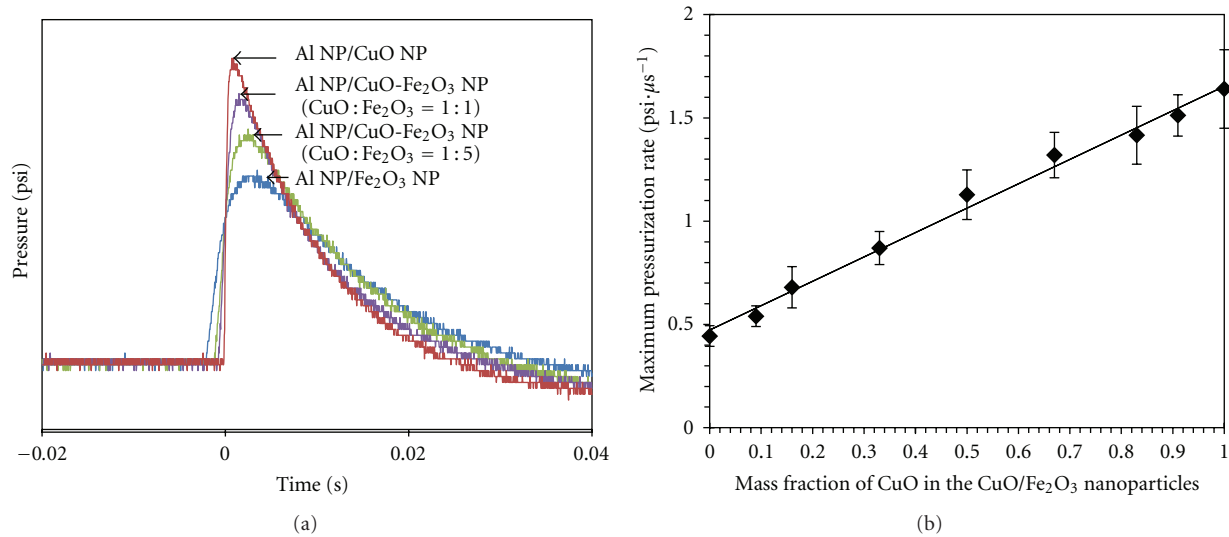 Al NP/CuO NP
Al NP/CuO-Fe₂O₃ NP
(CuO : Fe₂O₃ = 1 : 1)
Al NP/CuO-Fe₂O₃ NP
(CuO : Fe₂O₃ = 1 : 5)
Al NP/Fe₂O₃ NP
Pressure (psi)
−0.02 0 0.02 0.04
Time (s)
(a)
Maximum pressurization rate (psi·μs⁻¹)
2
1.5
1
0.5
0
0 0.1 0.2 0.3 0.4 0.5 0.6 0.7 0.8 0.9 1
Mass fraction of CuO in the CuO/Fe₂O₃ nanoparticles
(b)